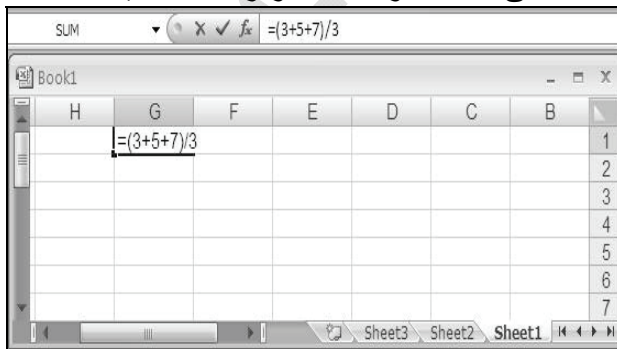 SUM fx =(3+5+7)/3
Book1
H G F E D C B
=(3+5+7)/3 1
2
3
4
5
6
7
Sheet3 Sheet2 Sheet1